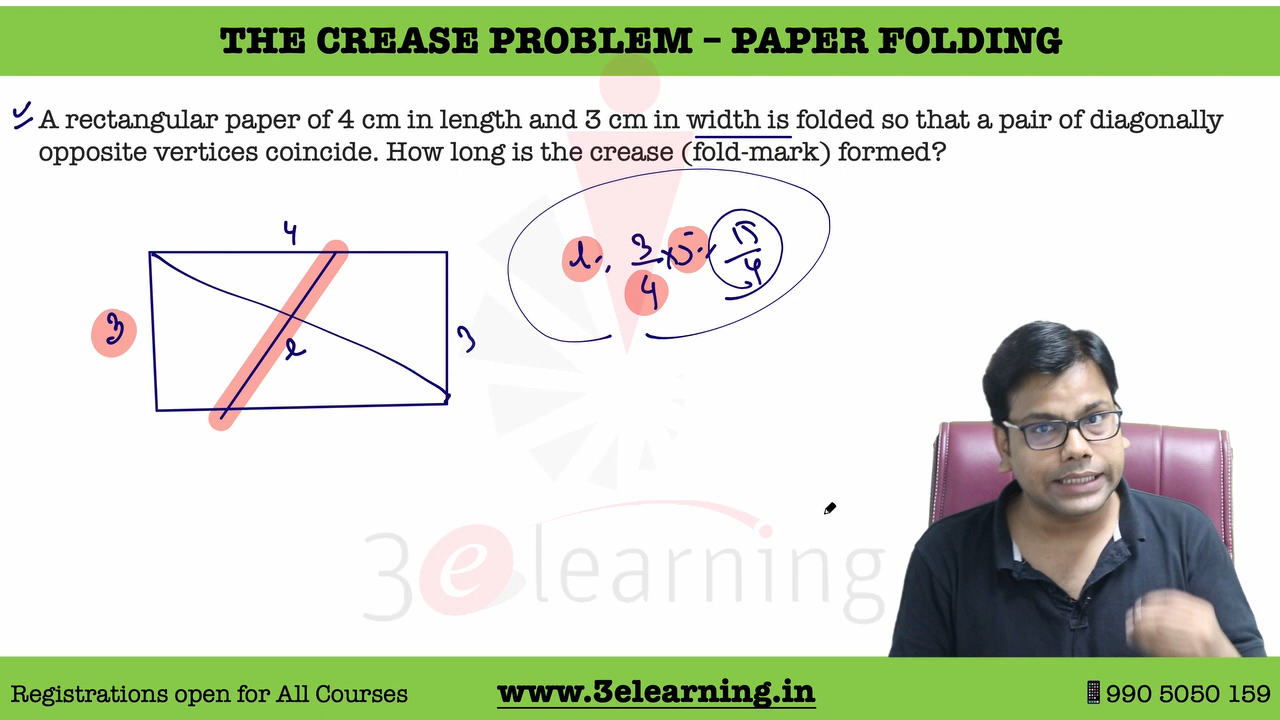 THE CREASE PROBLEM – PAPER FOLDING
A rectangular paper of 4 cm in length and 3 cm in width is folded so that a pair of diagonally
opposite vertices coincide. How long is the crease (fold-mark) formed?
4
3
l
3
l = 3/4 × 5 = 15/4
3elearning
Registrations open for All Courses
www.3elearning.in
990 5050 159